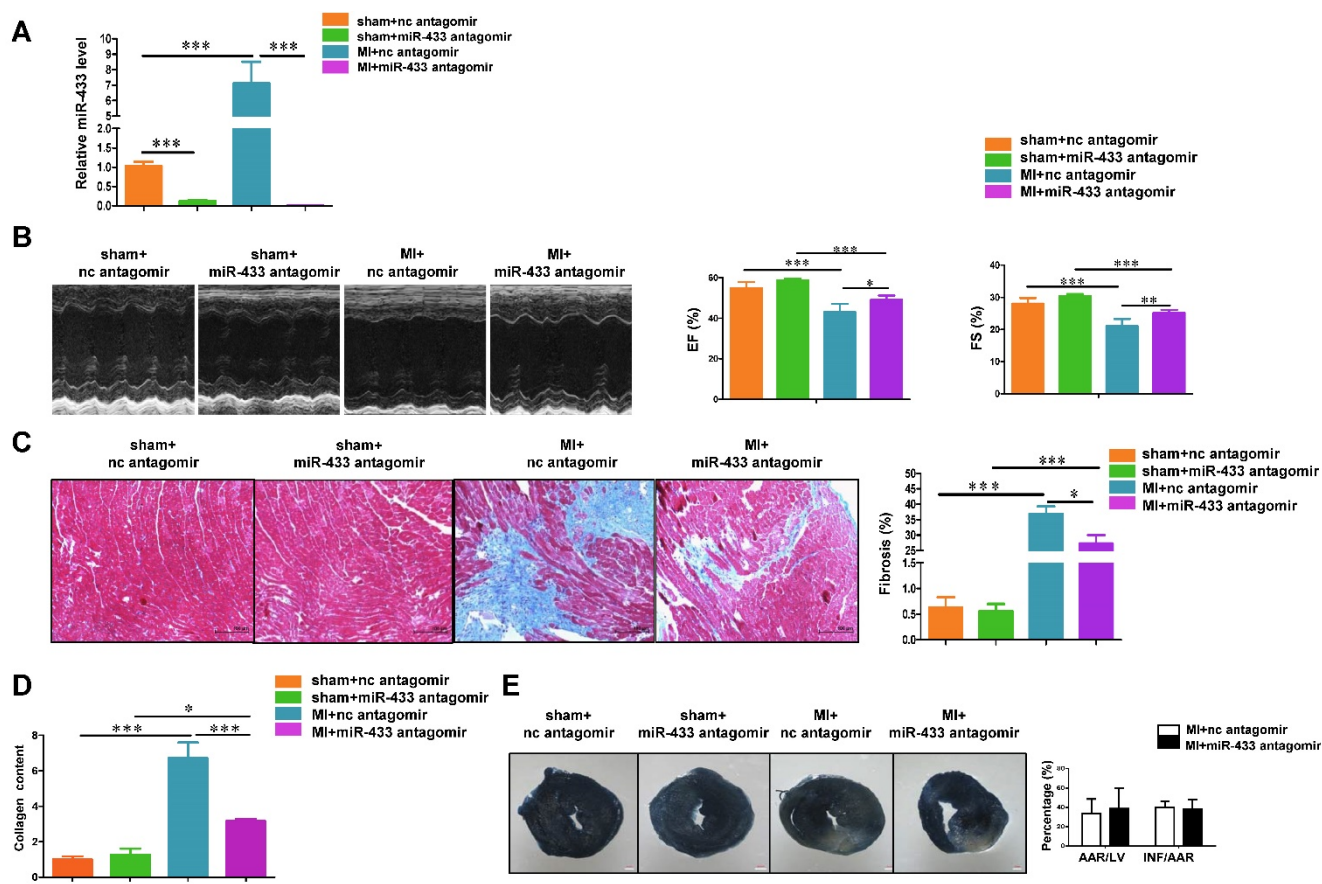 A
sham+nc antagomir
sham+miR-433 antagomir
MI+nc antagomir
MI+miR-433 antagomir
Relative miR-433 level
10
9
8
7
6
5
2.0
1.5
1.0
0.5
0.0
***
***
***
sham+nc antagomir
sham+miR-433 antagomir
MI+nc antagomir
MI+miR-433 antagomir
B
sham+
nc antagomir
sham+
miR-433 antagomir
MI+
nc antagomir
MI+
miR-433 antagomir
EF (%)
60
40
20
0
***
***
*
FS (%)
40
30
20
10
0
***
***
**
C
sham+
nc antagomir
sham+
miR-433 antagomir
MI+
nc antagomir
MI+
miR-433 antagomir
Fibrosis (%)
50
45
40
35
30
25
1.5
1.0
0.5
0.0
***
***
*
sham+nc antagomir
sham+miR-433 antagomir
MI+nc antagomir
MI+miR-433 antagomir
D
sham+nc antagomir
sham+miR-433 antagomir
MI+nc antagomir
MI+miR-433 antagomir
Collagen content
8
6
4
2
0
*
***
***
E
sham+
nc antagomir
sham+
miR-433 antagomir
MI+
nc antagomir
MI+
miR-433 antagomir
MI+nc antagomir
MI+miR-433 antagomir
Percentage (%)
80
60
40
20
0
AAR/LV
INF/AAR